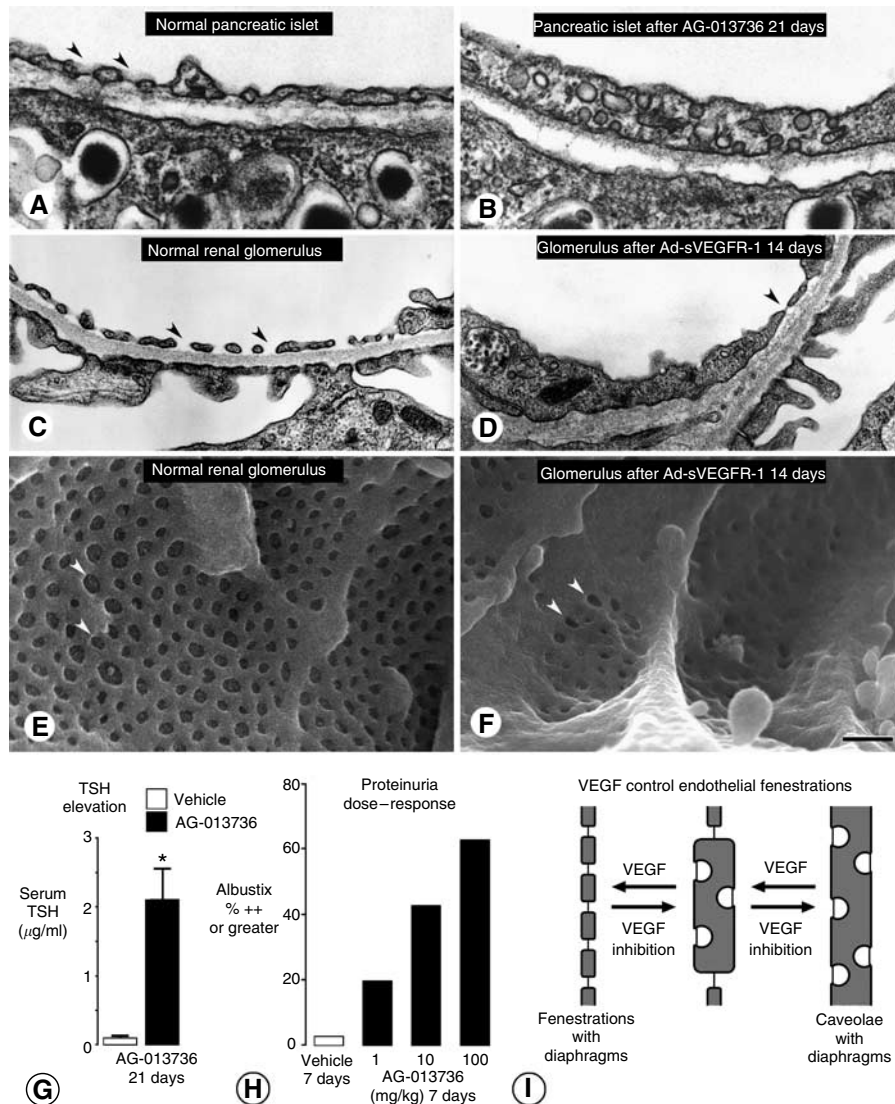 Normal pancreatic islet
A
Pancreatic islet after AG-013736 21 days
B
Normal renal glomerulus
C
Glomerulus after Ad-sVEGFR-1 14 days
D
Normal renal glomerulus
E
Glomerulus after Ad-sVEGFR-1 14 days
F
TSH
elevation
Vehicle
AG-013736
3
2
1
0
Serum
TSH
(μg/ml)
*
AG-013736
21 days
G
Proteinuria
dose–response
80
60
40
20
0
Albustix
% ++
or greater
Vehicle
7 days
1 10 100
AG-013736
(mg/kg) 7 days
H
VEGF control endothelial fenestrations
VEGF
VEGF
inhibition
VEGF
VEGF
inhibition
Fenestrations
with
diaphragms
Caveolae
with
diaphragms
I